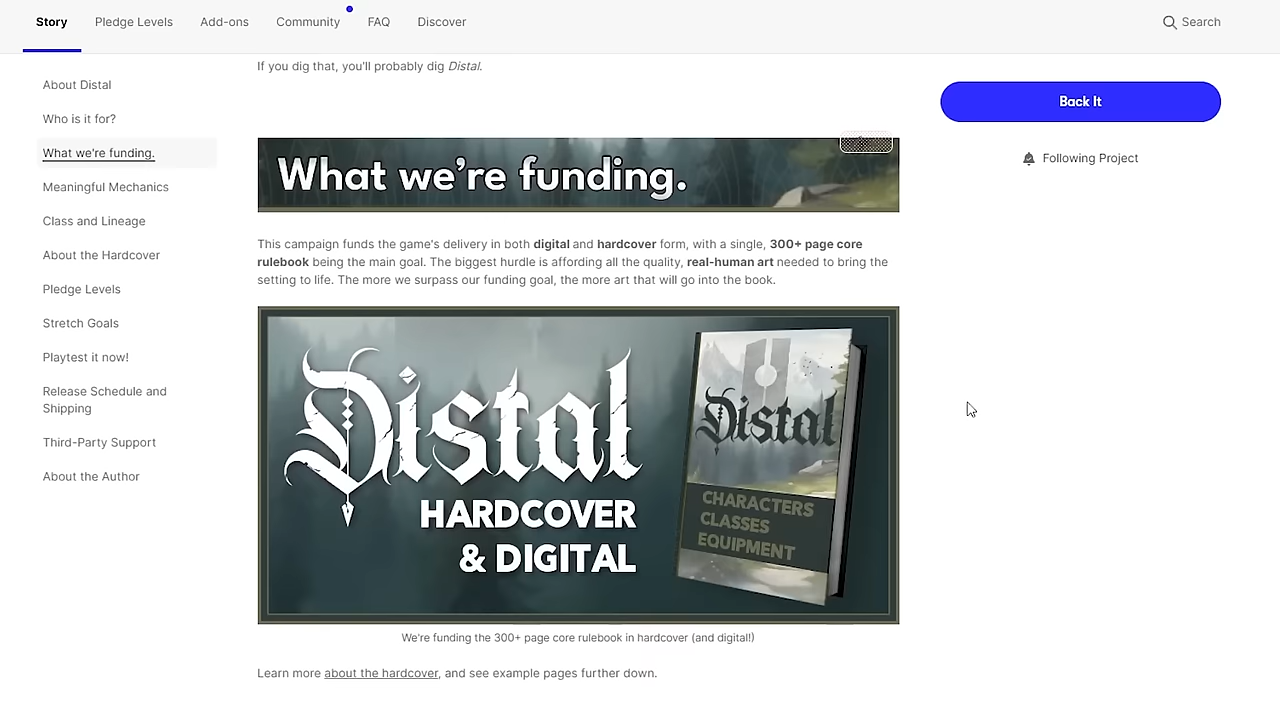 Story
Pledge Levels
Add-ons
Community
FAQ
Discover
Search
About Distal
Who is it for?
What we're funding.
Meaningful Mechanics
Class and Lineage
About the Hardcover
Pledge Levels
Stretch Goals
Playtest it now!
Release Schedule and
Shipping
Third-Party Support
About the Author
If you dig that, you'll probably dig Distal.
What we’re funding.
This campaign funds the game's delivery in both digital and hardcover form, with a single, 300+ page core
rulebook being the main goal. The biggest hurdle is affording all the quality, real-human art needed to bring the
setting to life. The more we surpass our funding goal, the more art that will go into the book.
Distal
HARDCOVER
& DIGITAL
Distal
CHARACTERS
CLASSES
EQUIPMENT
We're funding the 300+ page core rulebook in hardcover (and digital!)
Learn more about the hardcover, and see example pages further down.
Back It
Following Project